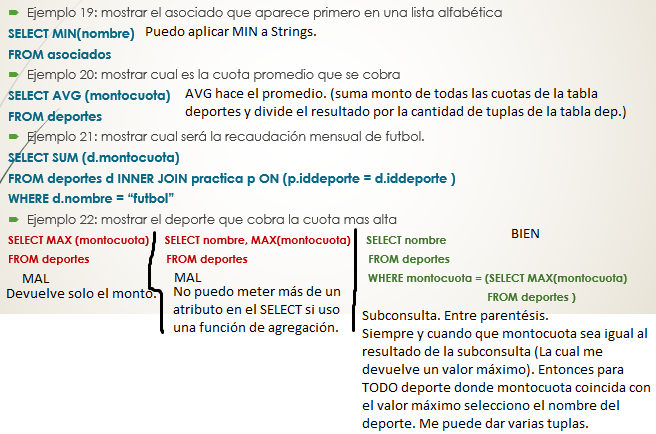 Ejemplo 19: mostrar el asociado que aparece primero en una lista alfabética
SELECT MIN(nombre) Puedo aplicar MIN a Strings.
FROM asociados
Ejemplo 20: mostrar cual es la cuota promedio que se cobra
SELECT AVG (montocuota)
FROM deportes
AVG hace el promedio. (suma monto de todas las cuotas de la tabla
deportes y divide el resultado por la cantidad de tuplas de la tabla dep.)
Ejemplo 21: mostrar cual será la recaudación mensual de futbol.
SELECT SUM (d.montocuota)
FROM deportes d INNER JOIN practica p ON (p.iddeporte = d.iddeporte )
WHERE d.nombre = “futbol”
Ejemplo 22: mostrar el deporte que cobra la cuota mas alta
SELECT MAX (montocuota)
FROM deportes
MAL
Devuelve solo el monto.
SELECT nombre, MAX(montocuota)
FROM deportes
MAL
No puedo meter más de un
atributo en el SELECT si uso
una función de agregación.
BIEN
SELECT nombre
FROM deportes
WHERE montocuota = (SELECT MAX(montocuota)
FROM deportes )
Subconsulta. Entre parentésis.
Siempre y cuando que montocuota sea igual al
resultado de la subconsulta (La cual me
devuelve un valor máximo). Entonces para
TODO deporte donde montocuota coincida con
el valor máximo selecciono el nombre del
deporte. Me puede dar varias tuplas.